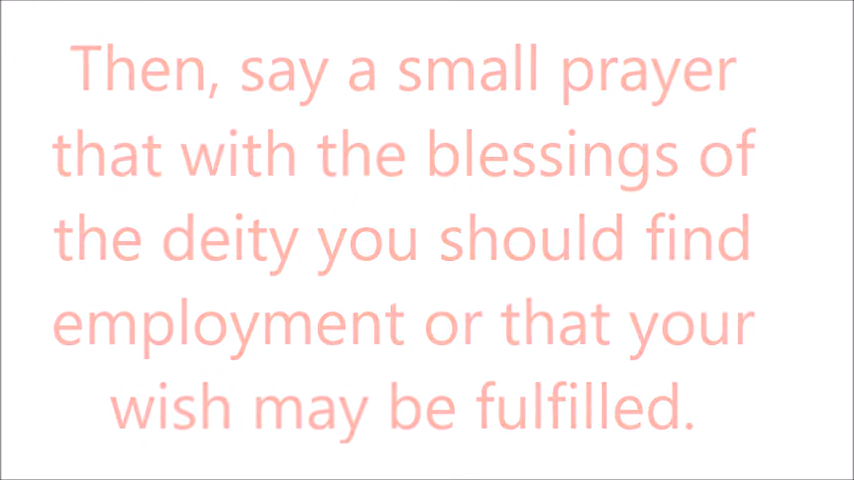 Then, say a small prayer
that with the blessings of
the deity you should find
employment or that your
wish may be fulfilled.